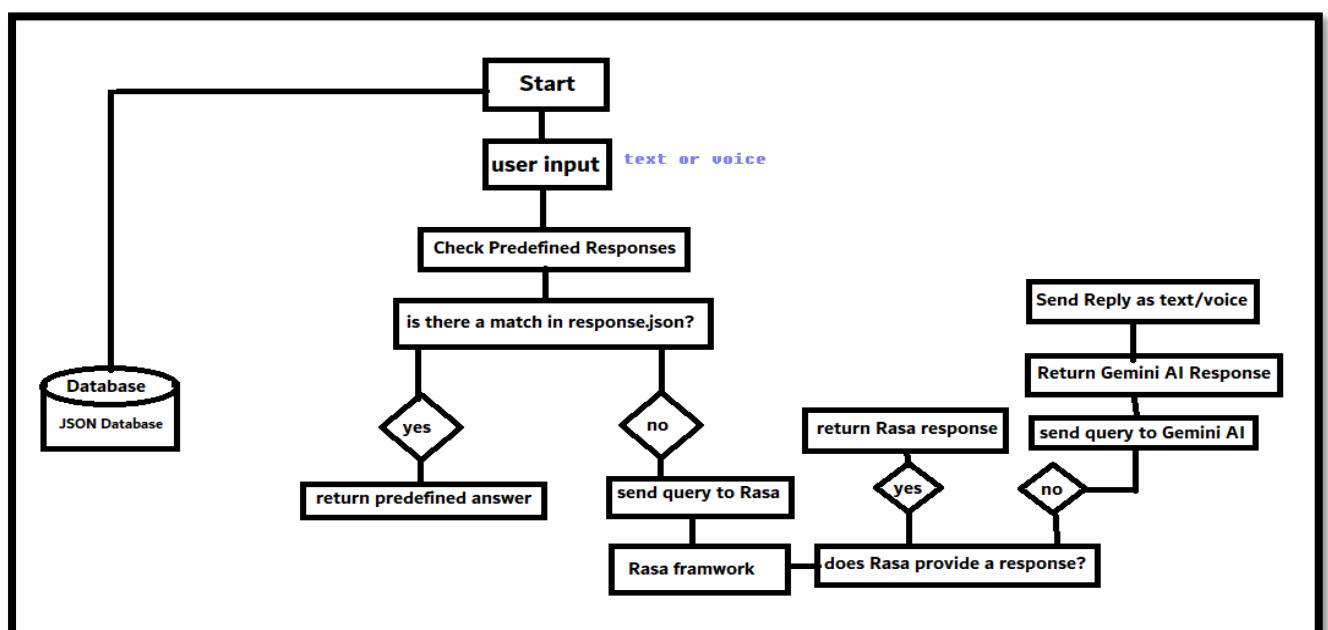 Start
user input
text or voice
Check Predefined Responses
is there a match in response.json?
Database
JSON Database
yes
no
return predefined answer
send query to Rasa
Rasa framwork
does Rasa provide a response?
yes
return Rasa response
no
send query to Gemini AI
Return Gemini AI Response
Send Reply as text/voice